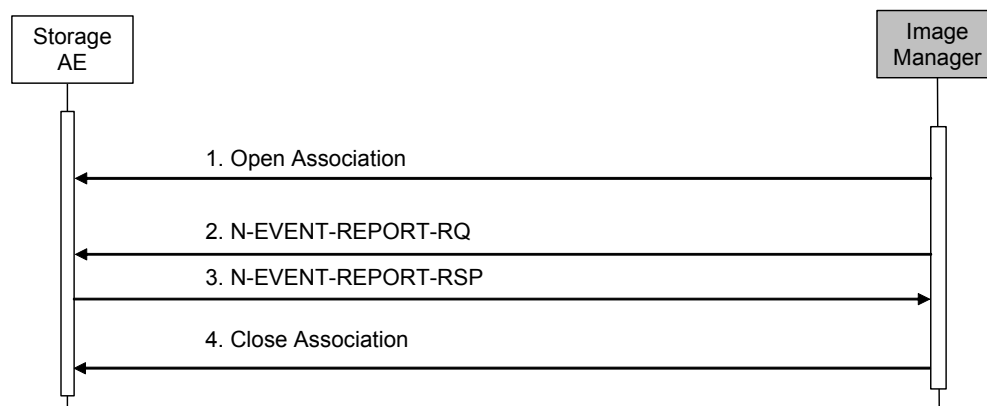 Storage
AE
Image
Manager
1. Open Association
2. N-EVENT-REPORT-RQ
3. N-EVENT-REPORT-RSP
4. Close Association